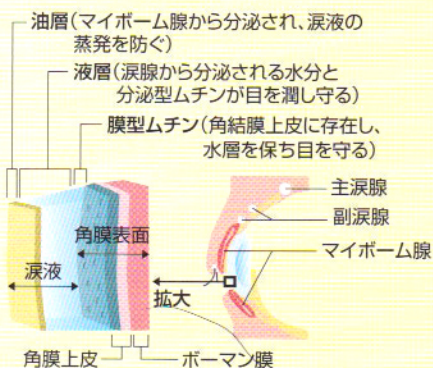 油層(マイボーム腺から分泌され、涙液の
蒸発を防ぐ)
液層(涙腺から分泌される水分と
分泌型ムチンが目を潤し守る)
膜型ムチン(角結膜上皮に存在し、
水層を保ち目を守る)
主涙腺
副涙腺
マイボーム腺
角膜表面
涙液
拡大
角膜上皮
ボーマン膜